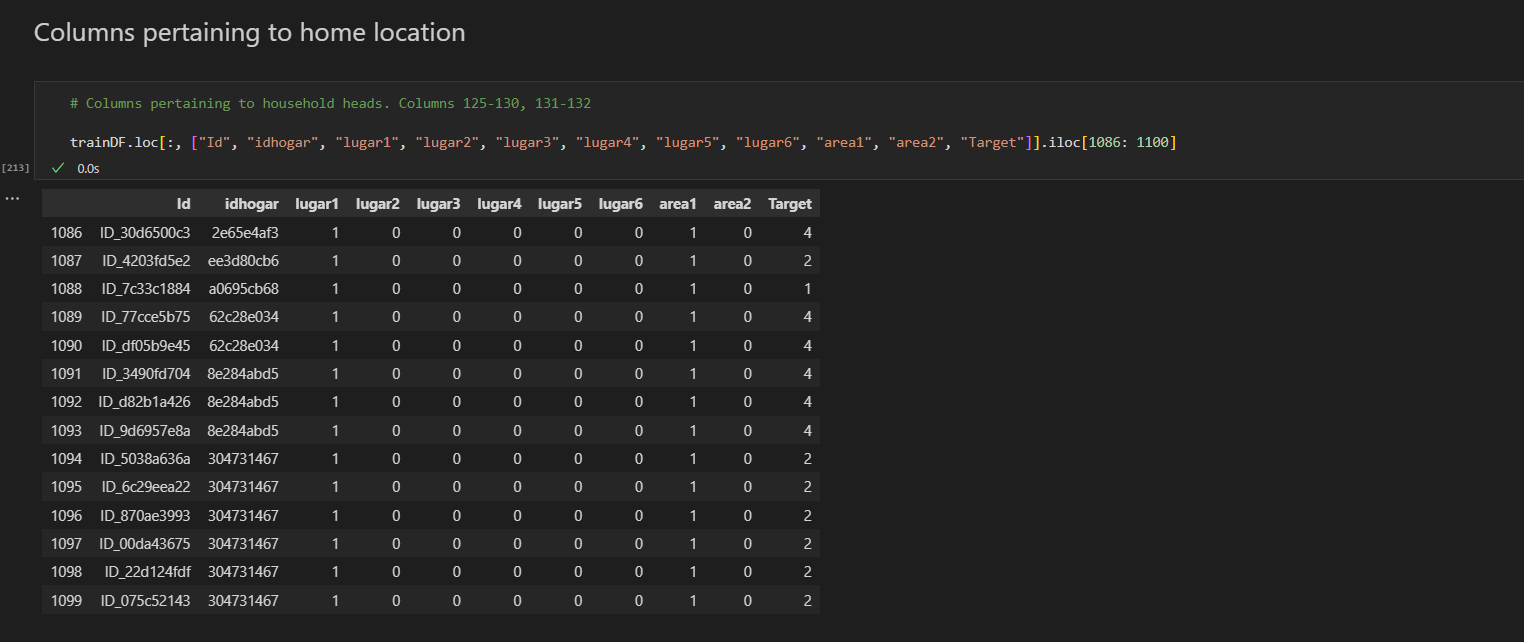 Columns pertaining to home location
# Columns pertaining to household heads. Columns 125-130, 131-132
trainDF.loc[:, ["Id", "idhogar", "lugar1", "lugar2", "lugar3", "lugar4", "lugar5", "lugar6", "area1", "area2", "Target"]].iloc[1086: 1100]
[213] 0.0s
... Id idhogar lugar1 lugar2 lugar3 lugar4 lugar5 lugar6 area1 area2 Target
1086 ID_30d6500c3 2e65e4af3 1 0 0 0 0 0 1 0 4
1087 ID_4203fd5e2 ee3d80cb6 1 0 0 0 0 0 1 0 2
1088 ID_7c33c1884 a0695cb68 1 0 0 0 0 0 1 0 1
1089 ID_77cce5b75 62c28e034 1 0 0 0 0 0 1 0 4
1090 ID_df05b9e45 62c28e034 1 0 0 0 0 0 1 0 4
1091 ID_3490fd704 8e284abd5 1 0 0 0 0 0 1 0 4
1092 ID_d82b1a426 8e284abd5 1 0 0 0 0 0 1 0 4
1093 ID_9d6957e8a 8e284abd5 1 0 0 0 0 0 1 0 4
1094 ID_5038a636a 304731467 1 0 0 0 0 0 1 0 2
1095 ID_6c29eea22 304731467 1 0 0 0 0 0 1 0 2
1096 ID_870ae3993 304731467 1 0 0 0 0 0 1 0 2
1097 ID_00da43675 304731467 1 0 0 0 0 0 1 0 2
1098 ID_22d124fdf 304731467 1 0 0 0 0 0 1 0 2
1099 ID_075c52143 304731467 1 0 0 0 0 0 1 0 2